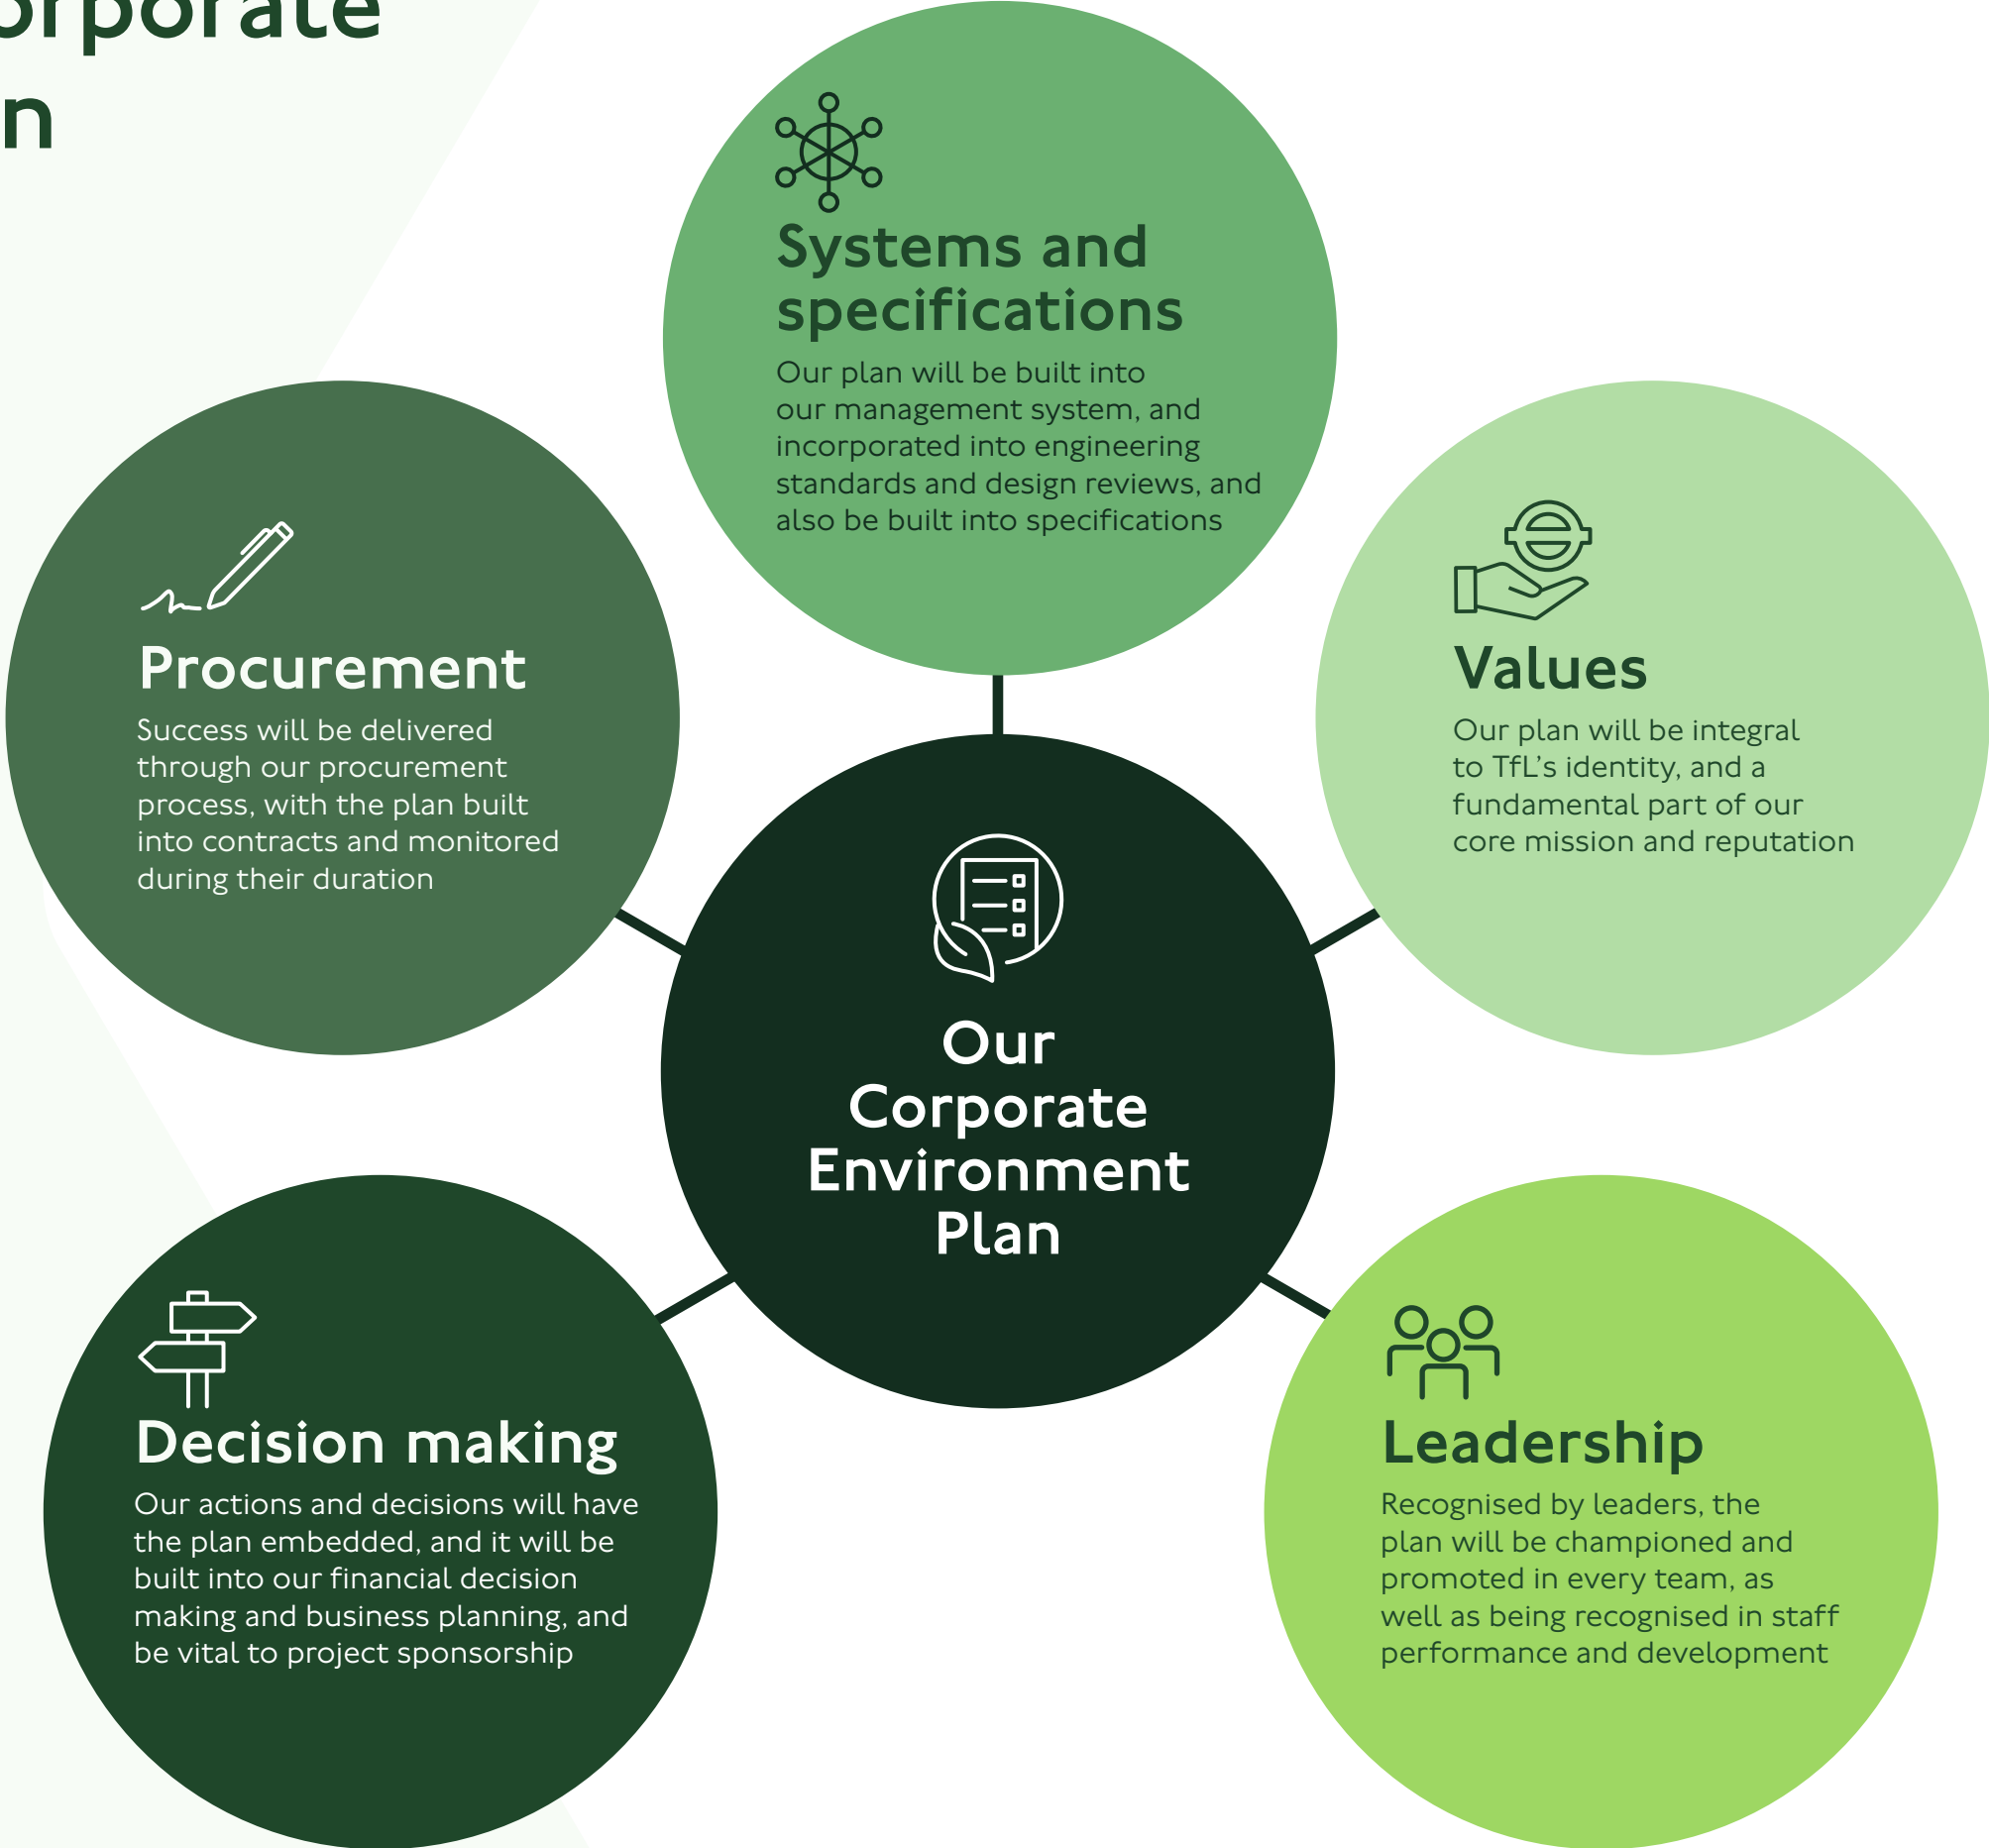 orporate
n
Systems and
specifications
Our plan will be built into
our management system, and
incorporated into engineering
standards and design reviews, and
also be built into specifications
Procurement
Success will be delivered
through our procurement
process, with the plan built
into contracts and monitored
during their duration
Values
Our plan will be integral
to TfL’s identity, and a
fundamental part of our
core mission and reputation
Our
Corporate
Environment
Plan
Decision making
Our actions and decisions will have
the plan embedded, and it will be
built into our financial decision
making and business planning, and
be vital to project sponsorship
Leadership
Recognised by leaders, the
plan will be championed and
promoted in every team, as
well as being recognised in staff
performance and development